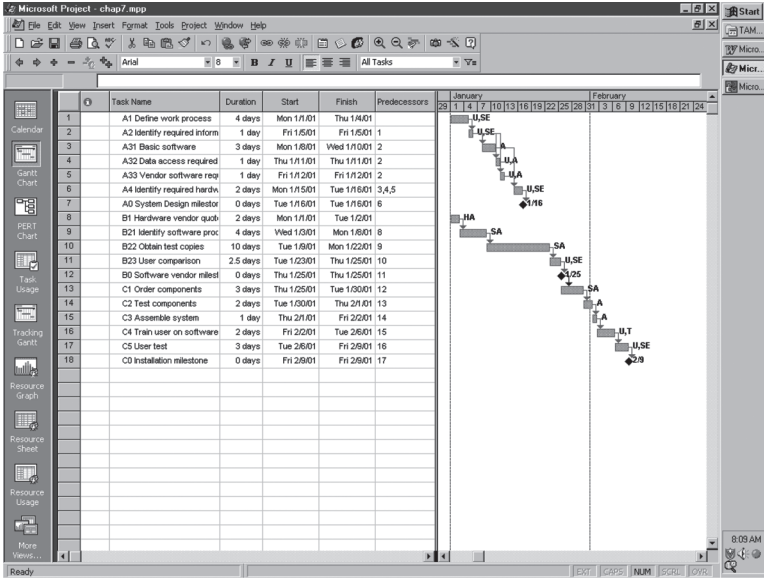 Microsoft Project - chap7.mpp
Start
File Edit View Insert Format Tools Project Window Help
TAM...
Micro...
Micr...
Micro...
Arial 8 B I U All Tasks
Task Name Duration Start Finish Predecessors
January February
29 1 4 7 10 13 16 19 22 25 28 31 3 6 9 12 15 18 21 24
1 A1 Define work process 4 days Mon 1/1/01 Thu 1/4/01 U,SE
2 A2 Identify required inform 1 day Fri 1/5/01 Fri 1/5/01 1 U,SE
3 A31 Basic software 3 days Mon 1/8/01 Wed 1/10/01 2 A
4 A32 Data access required 1 day Thu 1/11/01 Thu 1/11/01 2 U,A
5 A33 Vendor software requ 1 day Fri 1/12/01 Fri 1/12/01 2 U,A
6 A4 Identify required hardw 2 days Mon 1/15/01 Tue 1/16/01 3,4,5 U,SE
7 A0 System Design milestor 0 days Tue 1/16/01 Tue 1/16/01 6 1/16
8 B1 Hardware vendor quote 2 days Mon 1/1/01 Tue 1/2/01 HA
9 B21 Identify software proc 4 days Wed 1/3/01 Mon 1/8/01 8 SA
10 B22 Obtain test copies 10 days Tue 1/9/01 Mon 1/22/01 9 SA
11 B23 User comparison 2.5 days Tue 1/23/01 Thu 1/25/01 10 U,SE
12 B0 Software vendor milest 0 days Thu 1/25/01 Thu 1/25/01 11 1/25
13 C1 Order components 3 days Thu 1/25/01 Tue 1/30/01 12 SA
14 C2 Test components 2 days Tue 1/30/01 Thu 2/1/01 13 A
15 C3 Assemble system 1 day Thu 2/1/01 Fri 2/2/01 14 A
16 C4 Train user on software 2 days Fri 2/2/01 Tue 2/6/01 15 U,T
17 C5 User test 3 days Tue 2/6/01 Fri 2/9/01 16 U,SE
18 C0 Installation milestone 0 days Fri 2/9/01 Fri 2/9/01 17 2/9
Calendar
Gantt
Chart
PERT
Chart
Task
Usage
Tracking
Gantt
Resource
Graph
Resource
Sheet
Resource
Usage
More
Views...
8:09 AM
Ready EXT CAPS NUM SCRL OVR